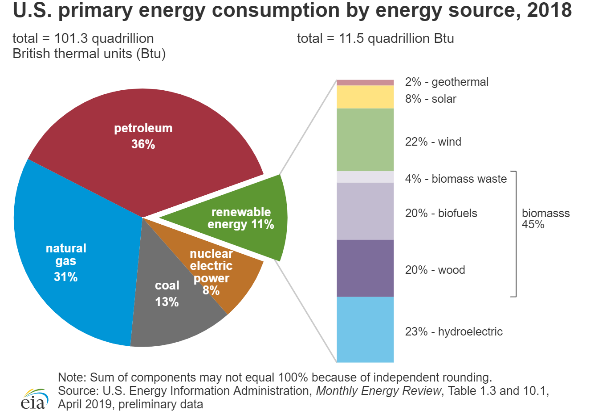 U.S. primary energy consumption by energy source, 2018
total = 101.3 quadrillion
British thermal units (Btu)
total = 11.5 quadrillion Btu
petroleum
36%
natural
gas
31%
coal
13%
nuclear
electric
power
8%
renewable
energy 11%
2% - geothermal
8% - solar
22% - wind
4% - biomass waste
20% - biofuels
20% - wood
23% - hydroelectric
biomasss
45%
Note: Sum of components may not equal 100% because of independent rounding.
Source: U.S. Energy Information Administration, Monthly Energy Review, Table 1.3 and 10.1,
April 2019, preliminary data
eia